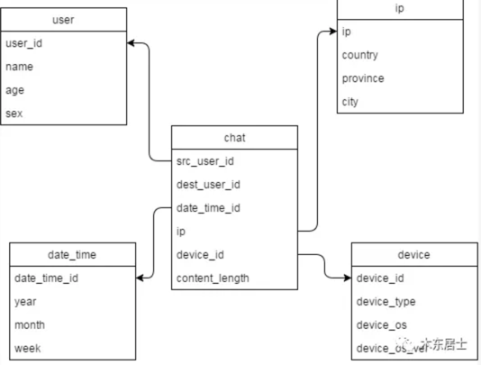 user
user_id
name
age
sex
ip
ip
country
province
city
chat
src_user_id
dest_user_id
date_time_id
ip
device_id
content_length
date_time
date_time_id
year
month
week
device
device_id
device_type
device_os
device_os_ver
木东居士